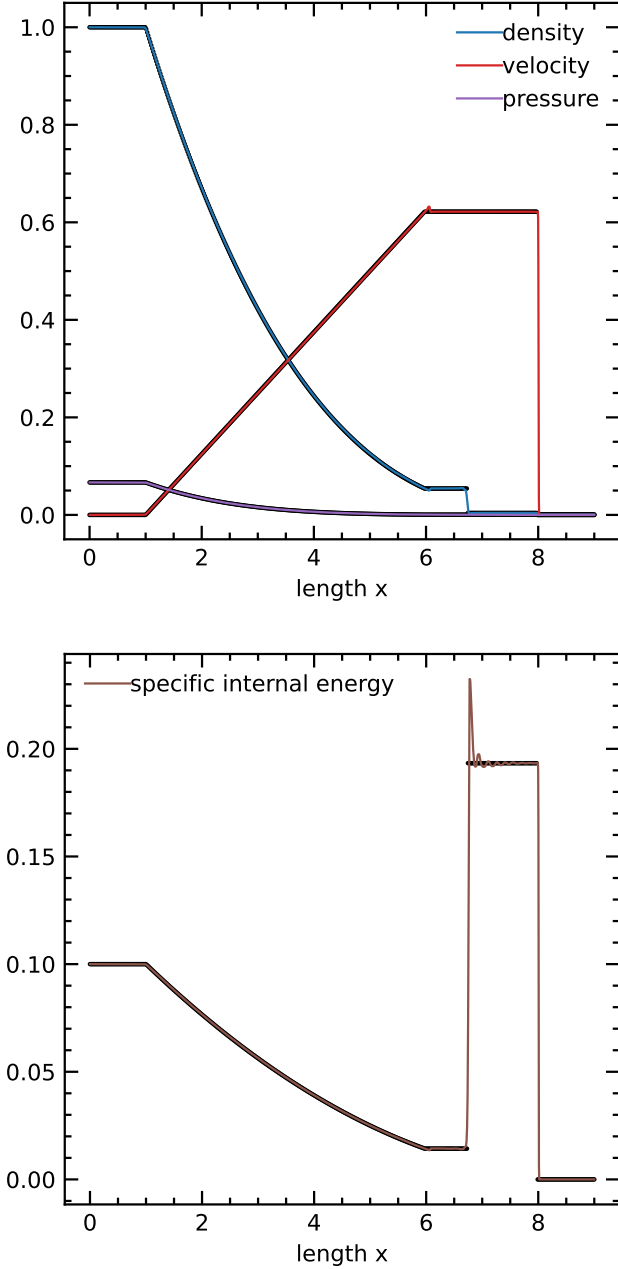 1.0
0.8
0.6
0.4
0.2
0.0
density
velocity
pressure
0 2 4 6 8
length x
specific internal energy
0.20
0.15
0.10
0.05
0.00
0 2 4 6 8
length x